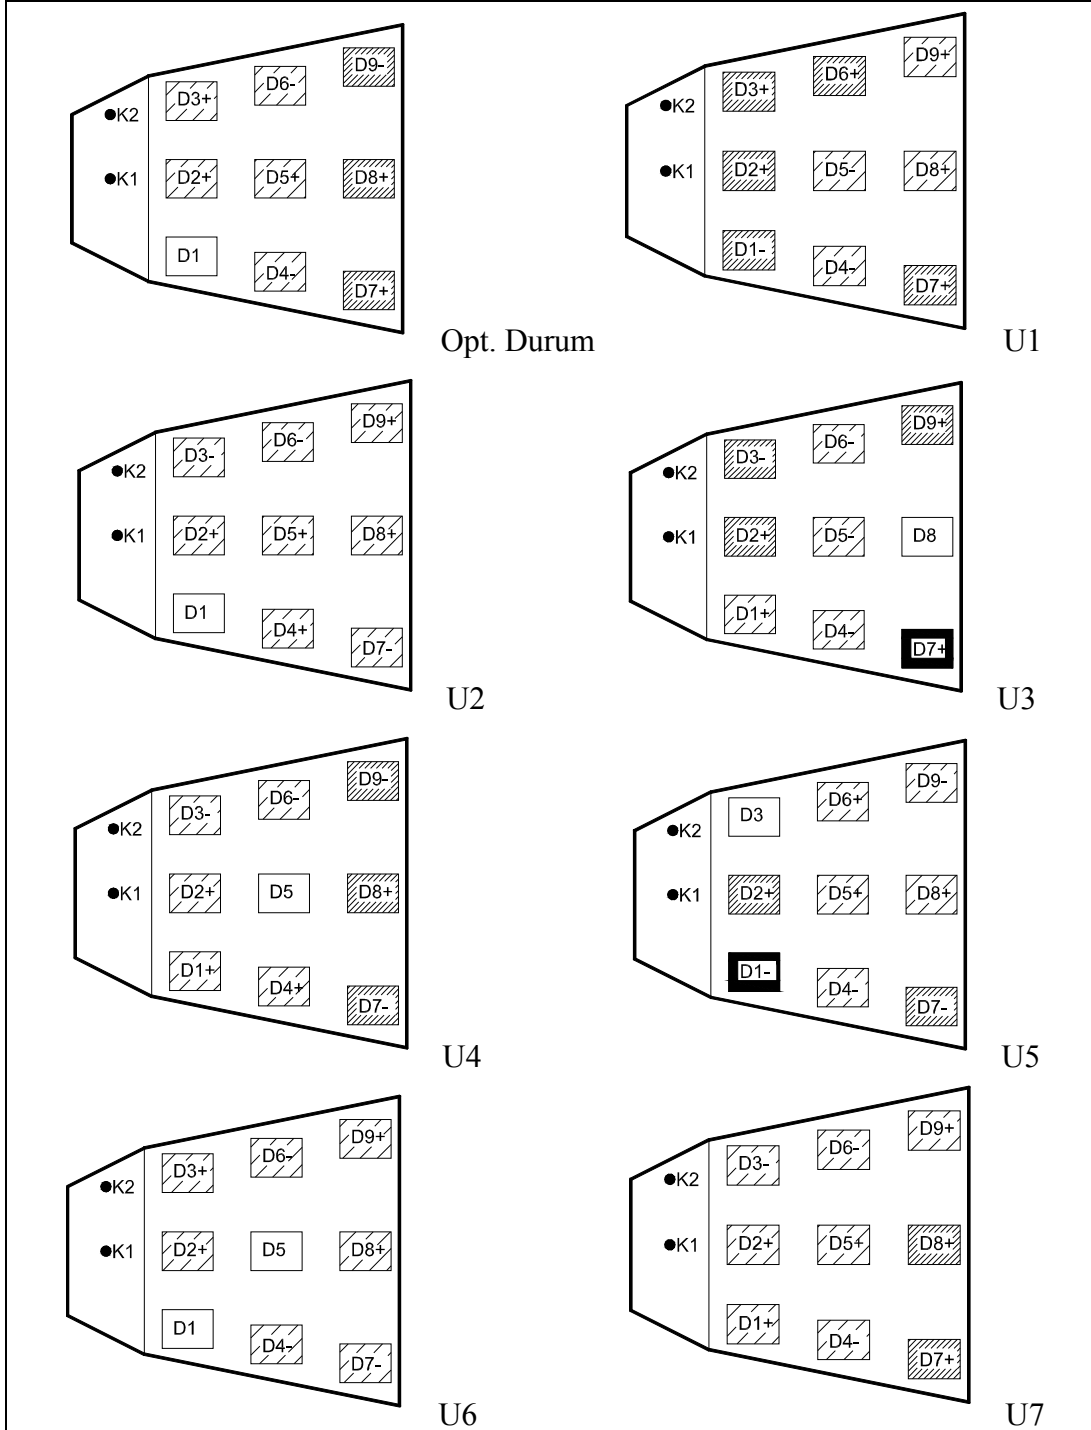 D9-
D6-
D3+
K2
D2+ D5+ D8+
K1
D1
D4-
D7+
Opt. Durum
D9+
D6+
D3+
K2
D2+ D5- D8+
K1
D1-
D4-
D7+
U1
D9+
D6-
D3-
K2
D2+ D5+ D8+
K1
D1
D4+
D7-
U2
D9+
D6-
D3-
K2
D2+ D5- D8
K1
D1+
D4-
D7+
U3
D9-
D6-
D3-
K2
D2+ D5 D8+
K1
D1+
D4+
D7-
U4
D9-
D6+
D3
K2
D2+ D5+ D8+
K1
D1-
D4-
D7-
U5
D9+
D6-
D3+
K2
D2+ D5 D8+
K1
D1
D4-
D7-
U6
D9+
D6-
D3-
K2
D2+ D5+ D8+
K1
D1+
D4-
D7+
U7